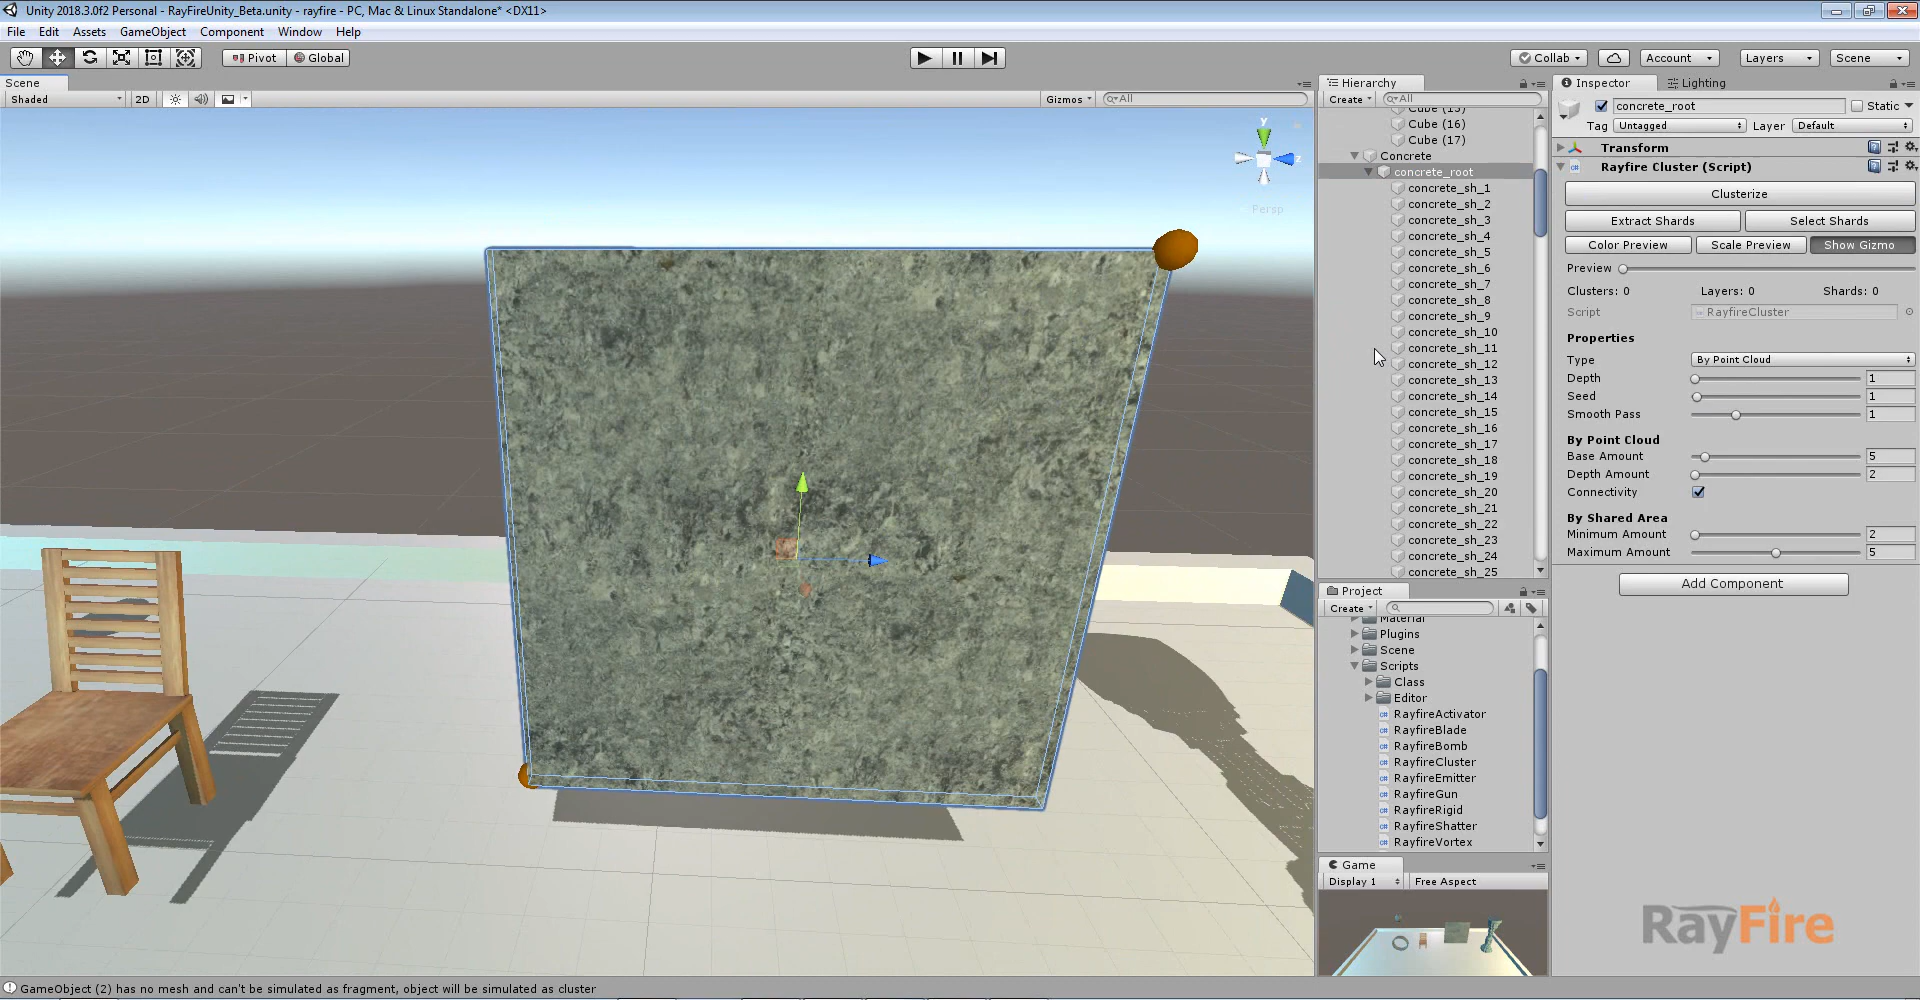 Unity 2018.3.0f2 Personal - RayFireUnity_Beta.unity - rayfire - PC, Mac & Linux Standalone* <DX11>
File Edit Assets GameObject Component Window Help
Pivot Global Collab Account Layers Scene
Scene
Shaded 2D Gizmos All
y
z
Persp
Hierarchy
Create All
Cube (15)
Cube (16)
Cube (17)
Concrete
concrete_root
concrete_sh_1
concrete_sh_2
concrete_sh_3
concrete_sh_4
concrete_sh_5
concrete_sh_6
concrete_sh_7
concrete_sh_8
concrete_sh_9
concrete_sh_10
concrete_sh_11
concrete_sh_12
concrete_sh_13
concrete_sh_14
concrete_sh_15
concrete_sh_16
concrete_sh_17
concrete_sh_18
concrete_sh_19
concrete_sh_20
concrete_sh_21
concrete_sh_22
concrete_sh_23
concrete_sh_24
concrete_sh_25
Project
Create
Material
Plugins
Scene
Scripts
Class
Editor
RayfireActivator
RayfireBlade
RayfireBomb
RayfireCluster
RayfireEmitter
RayfireGun
RayfireRigid
RayfireShatter
RayfireVortex
Game
Display 1 Free Aspect
Inspector Lighting
concrete_root Static
Tag Untagged Layer Default
Transform
Rayfire Cluster (Script)
Clusterize
Extract Shards Select Shards
Color Preview Scale Preview Show Gizmo
Preview
Clusters: 0 Layers: 0 Shards: 0
Script RayfireCluster
Properties
Type By Point Cloud
Depth 1
Seed 1
Smooth Pass 1
By Point Cloud
Base Amount 5
Depth Amount 2
Connectivity
By Shared Area
Minimum Amount 2
Maximum Amount 5
Add Component
RayFire
GameObject (2) has no mesh and can't be simulated as fragment, object will be simulated as cluster